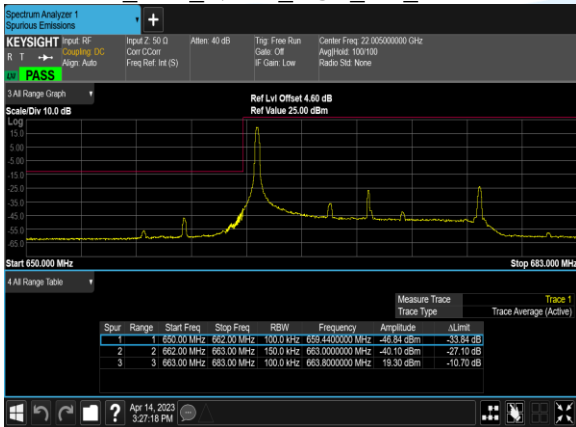 Spectrum Analyzer 1
Spurious Emissions
KEYSIGHT Input: RF Input Z: 50 Ω Atten: 40 dB Trig: Free Run Center Freq: 22.005000000 GHz
R T Coupling: DC Corr CCorr Gate: Off Avg|Hold: 100/100
Align: Auto Freq Ref: Int (S) IF Gain: Low Radio Std: None
PASS
3 All Range Graph
Ref Lvl Offset 4.60 dB
Scale/Div 10.0 dB Ref Value 25.00 dBm
Log
15.0
5.00
-5.00
-15.0
-25.0
-35.0
-45.0
-55.0
-65.0
Start 650.000 MHz Stop 683.000 MHz
4 All Range Table
Measure Trace Trace 1
Trace Type Trace Average (Active)
Spur Range Start Freq Stop Freq RBW Frequency Amplitude ΔLimit
1 1 650.00 MHz 662.00 MHz 100.0 kHz 659.4400000 MHz -46.84 dBm -33.84 dB
2 2 662.00 MHz 663.00 MHz 150.0 kHz 663.0000000 MHz -40.10 dBm -27.10 dB
3 3 663.00 MHz 683.00 MHz 100.0 kHz 663.8000000 MHz 19.30 dBm -10.70 dB
? Apr 14, 2023
3:27:18 PM